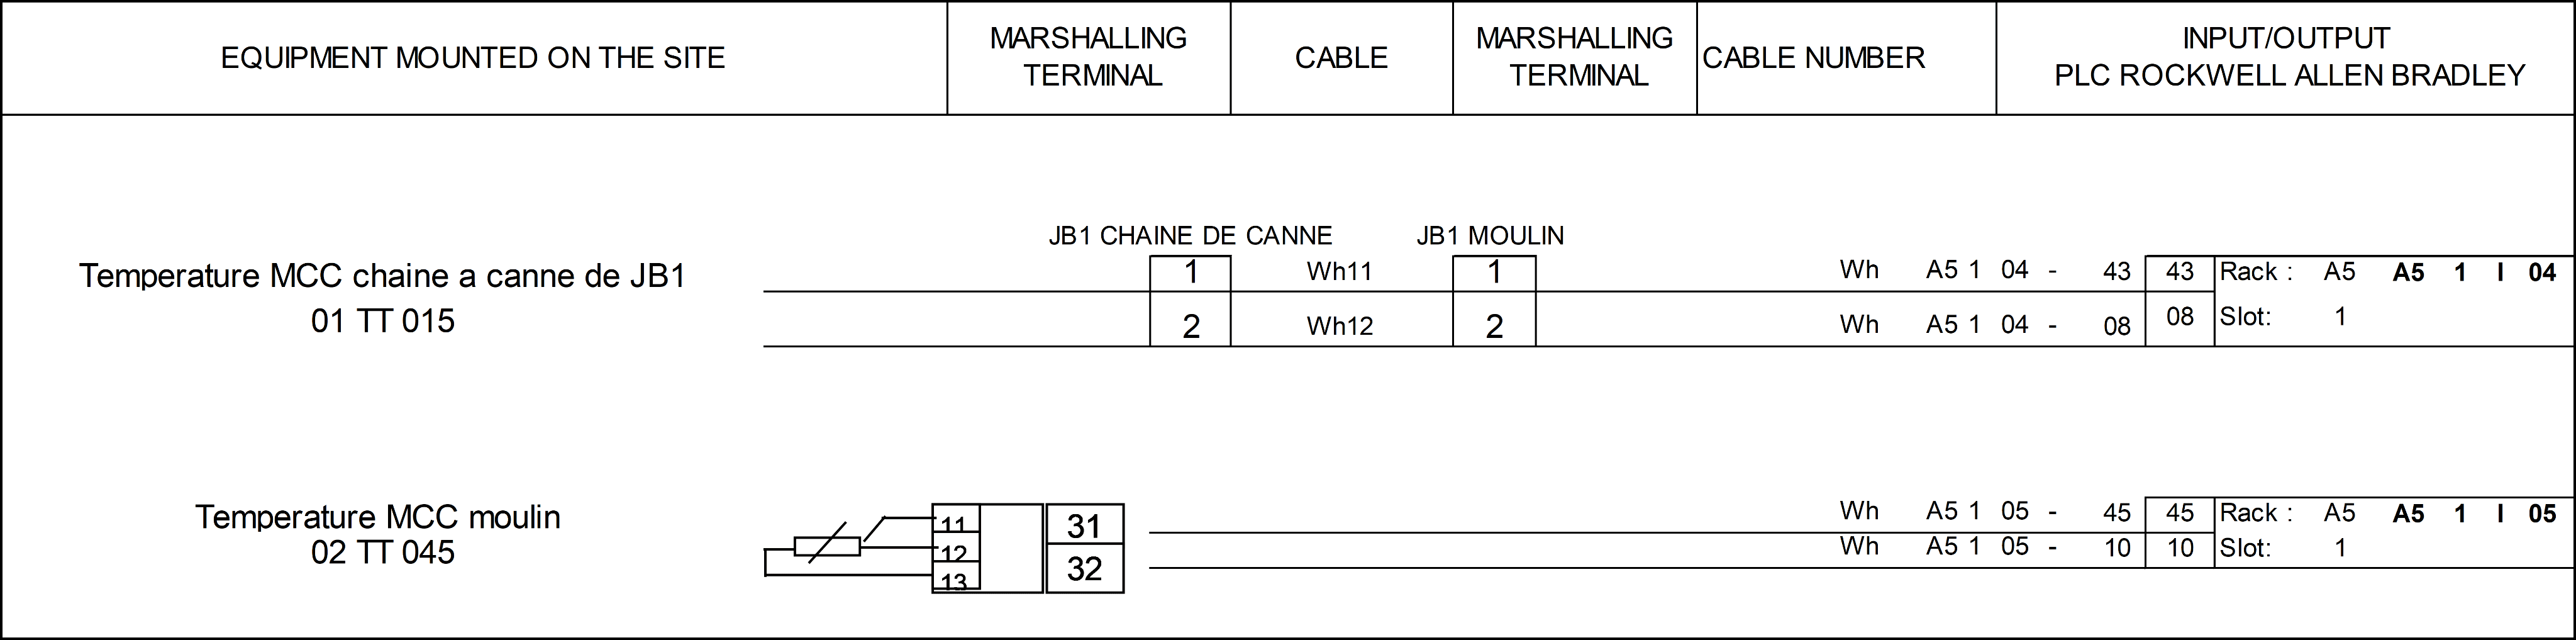 EQUIPMENT MOUNTED ON THE SITE
MARSHALLING
TERMINAL
CABLE
MARSHALLING
TERMINAL
CABLE NUMBER
INPUT/OUTPUT
PLC ROCKWELL ALLEN BRADLEY
JB1 CHAINE DE CANNE JB1 MOULIN
Temperature MCC chaine a canne de JB1
01 TT 015
1 Wh11 1 Wh A5 1 04 - 43 43 Rack : A5 A5 1 I 04
2 Wh12 2 Wh A5 1 04 - 08 08 Slot: 1
Temperature MCC moulin
02 TT 045
11
12
13
31
32
Wh A5 1 05 - 45 45 Rack : A5 A5 1 I 05
Wh A5 1 05 - 10 10 Slot: 1